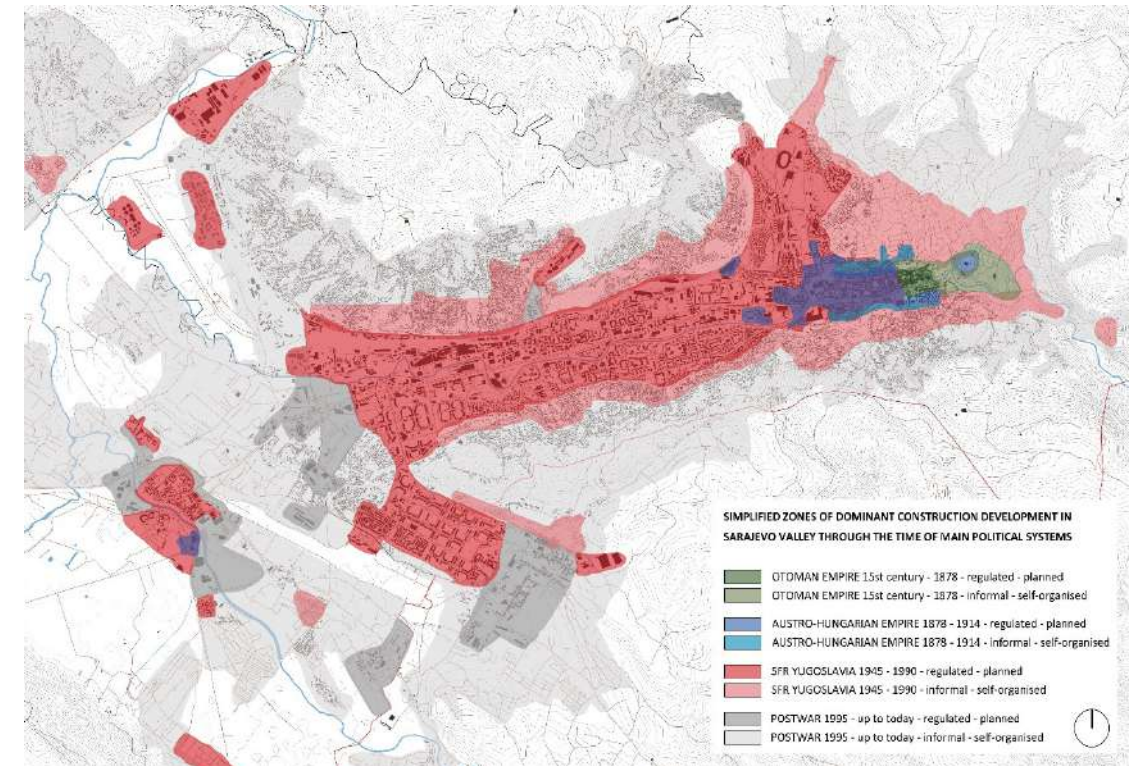 SIMPLIFIED ZONES OF DOMINANT CONSTRUCTION DEVELOPMENT IN
SARAJEVO VALLEY THROUGH THE TIME OF MAIN POLITICAL SYSTEMS
OTOMAN EMPIRE 15st century - 1878 - regulated - planned
OTOMAN EMPIRE 15st century - 1878 - informal - self-organised
AUSTRO-HUNGARIAN EMPIRE 1878 - 1914 - regulated - planned
AUSTRO-HUNGARIAN EMPIRE 1878 - 1914 - informal - self-organised
SFR YUGOSLAVIA 1945 - 1990 - regulated - planned
SFR YUGOSLAVIA 1945 - 1990 - informal - self-organised
POSTWAR 1995 - up to today - regulated - planned
POSTWAR 1995 - up to today - informal - self-organised